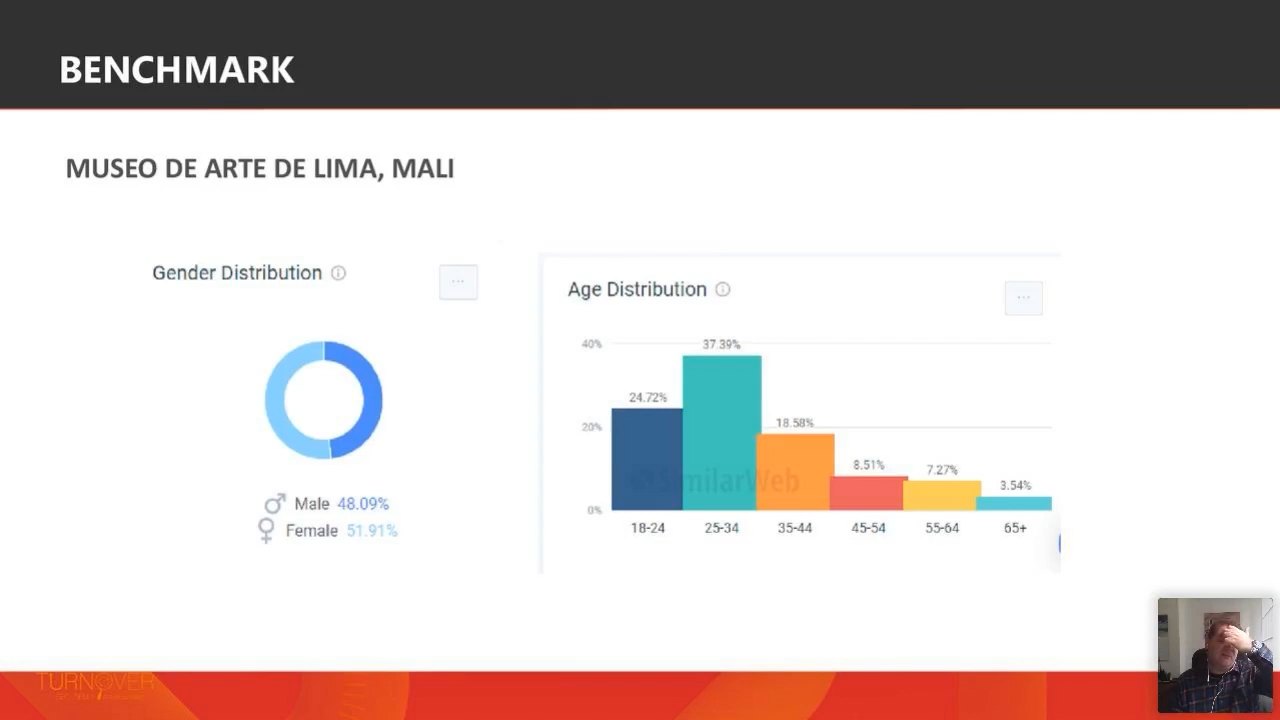 BENCHMARK
MUSEO DE ARTE DE LIMA, MALI
Gender Distribution
Male 48.09%
Female 51.91%
Age Distribution
40%
20%
0%
24.72%
37.39%
18.58%
8.51%
7.27%
3.54%
SimilarWeb
18-24 25-34 35-44 45-54 55-64 65+
TURNOVER